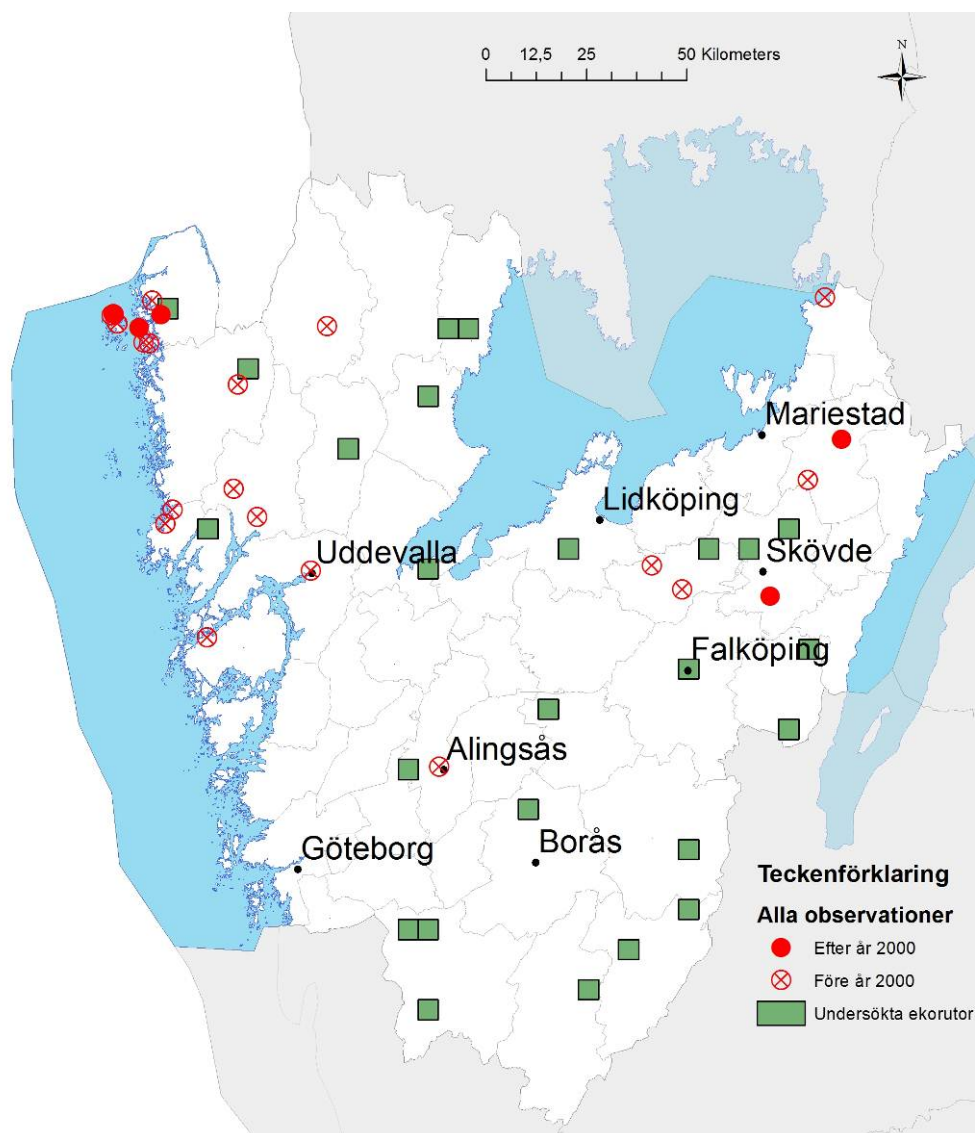 0 12,5 25 50 Kilometers
N
Mariestad
Lidköping
Uddevalla
Skövde
Falköping
Alingsås
Göteborg
Borås
Teckenförklaring
Alla observationer
Efter år 2000
Före år 2000
Undersökta ekorutor